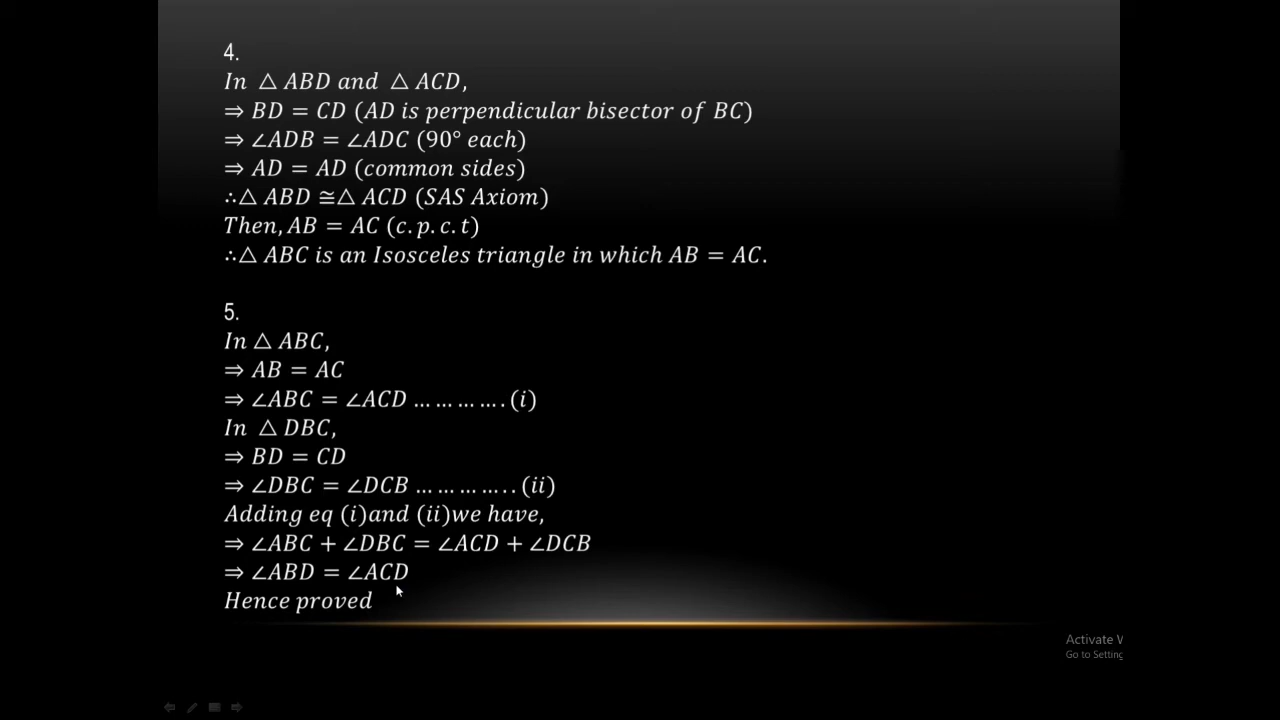 4.
In △ ABD and △ ACD,
⇒ BD = CD (AD is perpendicular bisector of BC)
⇒ ∠ADB = ∠ADC (90° each)
⇒ AD = AD (common sides)
∴△ ABD ≅△ ACD (SAS Axiom)
Then, AB = AC (c.p.c.t)
∴△ ABC is an Isosceles triangle in which AB = AC.
5.
In △ ABC,
⇒ AB = AC
⇒ ∠ABC = ∠ACD … … … … . (i)
In △ DBC,
⇒ BD = CD
⇒ ∠DBC = ∠DCB … … … … . . (ii)
Adding eq (i)and (ii)we have,
⇒ ∠ABC + ∠DBC = ∠ACD + ∠DCB
⇒ ∠ABD = ∠ACD
Hence proved
Activate
Go to Setting